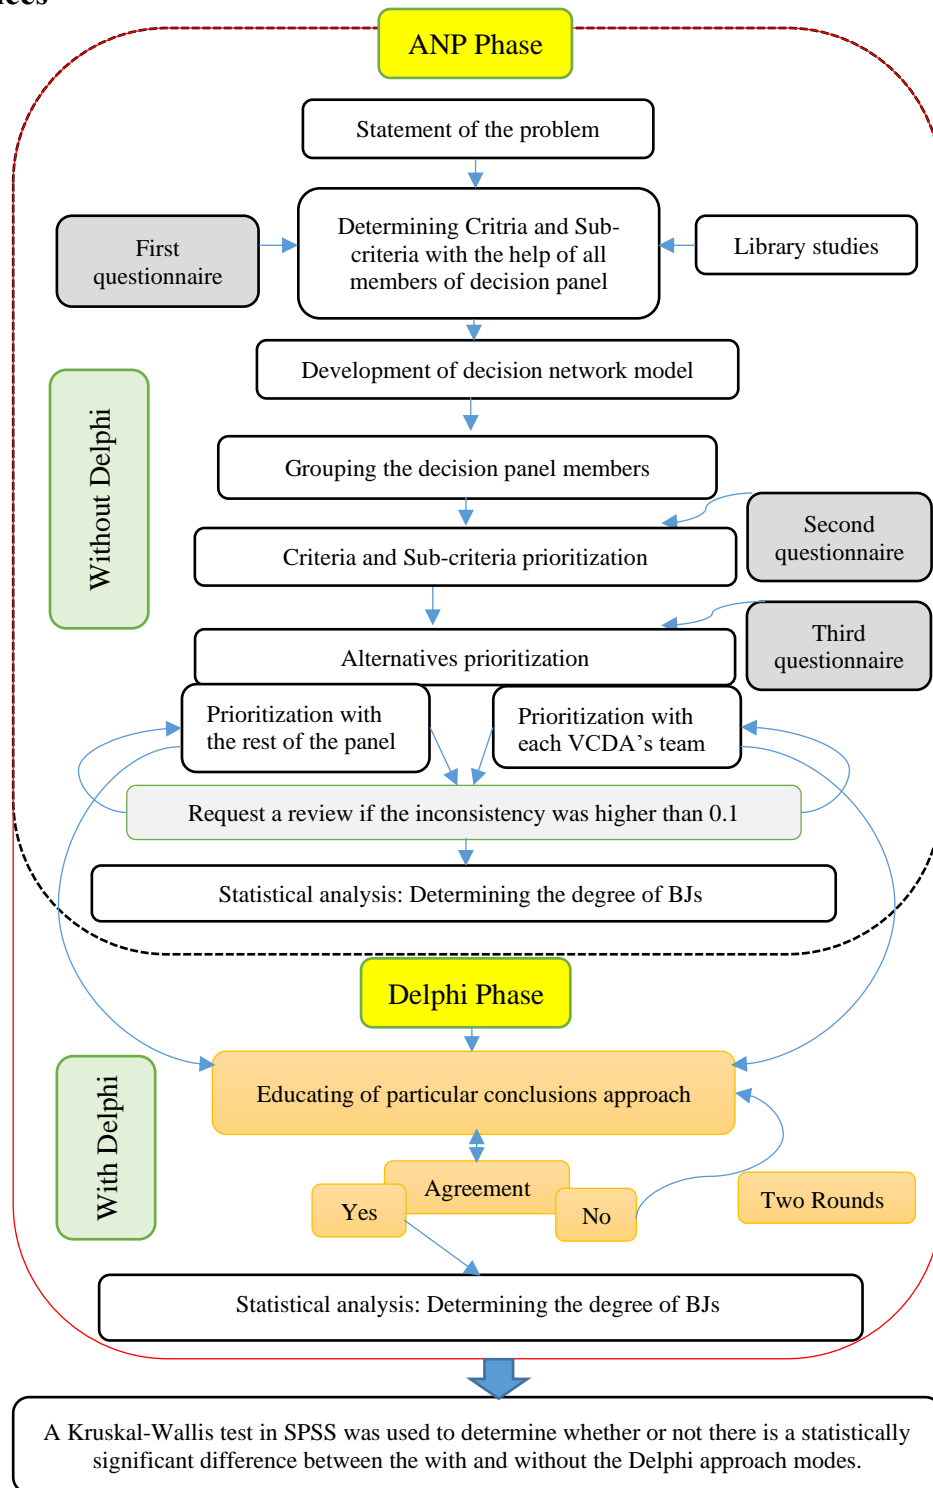 ANP Phase
Statement of the problem
First
questionnaire
Determining Critria and Sub-
criteria with the help of all
members of decision panel
Library studies
Development of decision network model
Without Delphi
Grouping the decision panel members
Second
questionnaire
Criteria and Sub-criteria prioritization
Third
questionnaire
Alternatives prioritization
Prioritization with
the rest of the panel
Prioritization with
each VCDA's team
Request a review if the inconsistency was higher than 0.1
Statistical analysis: Determining the degree of BJs
Delphi Phase
With Delphi
Educating of particular conclusions approach
Agreement
Yes
No
Two Rounds
Statistical analysis: Determining the degree of BJs
A Kruskal-Wallis test in SPSS was used to determine whether or not there is a statistically
significant difference between the with and without the Delphi approach modes.